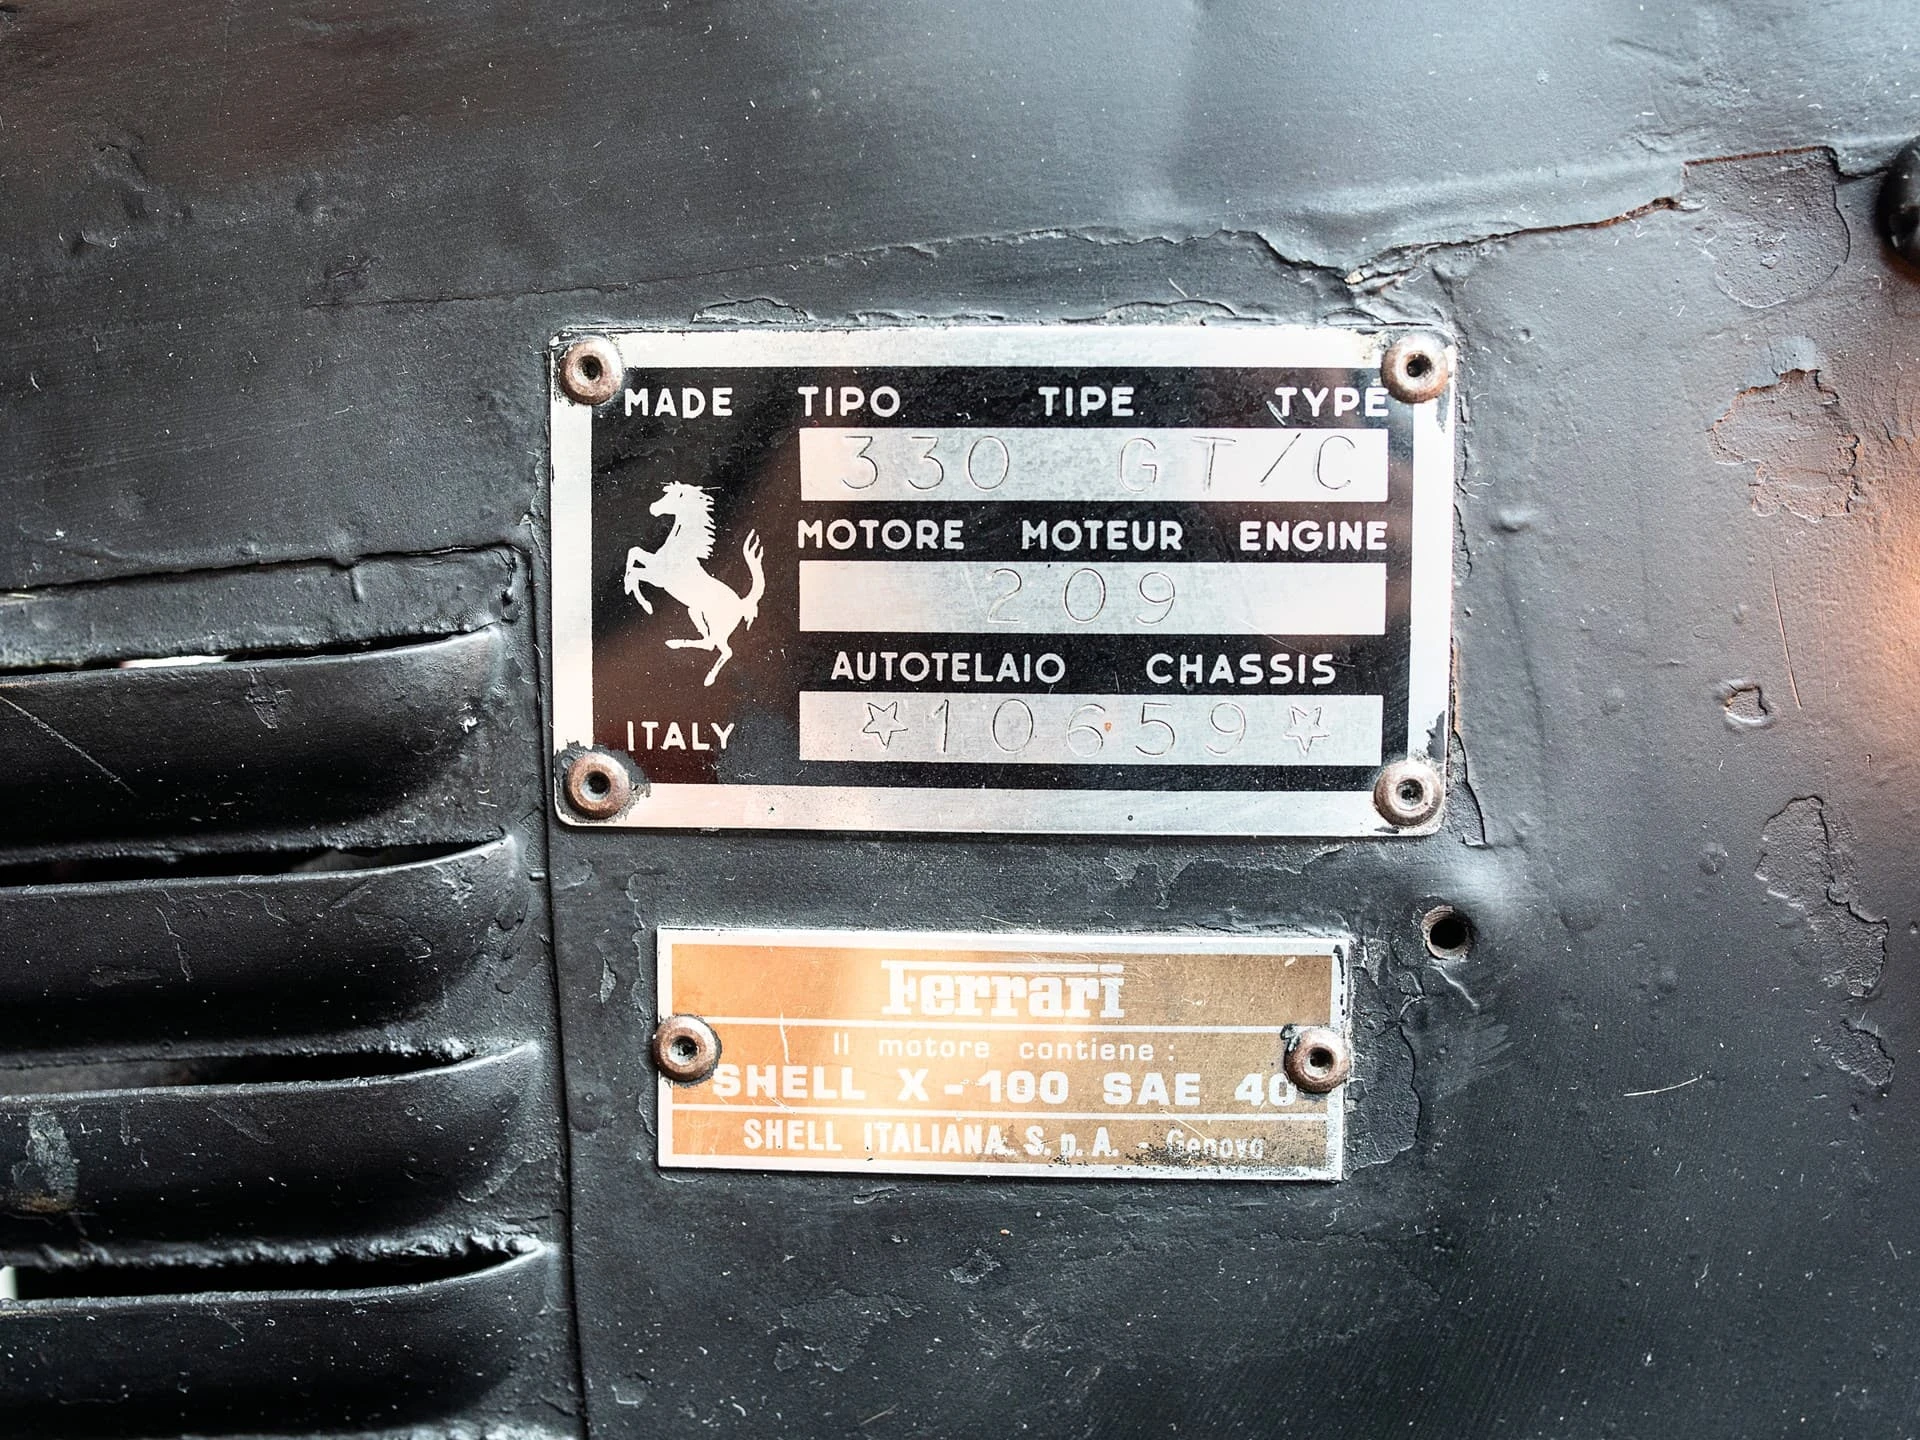 MADE TIPO TIPE TYPE
330 GT/C
MOTORE MOTEUR ENGINE
209
AUTOTELAIO CHASSIS
ITALY ☆10659☆
Ferrari
Il motore contiene :
SHELL X-100 SAE 40
SHELL ITALIANA S.p.A. - Genova